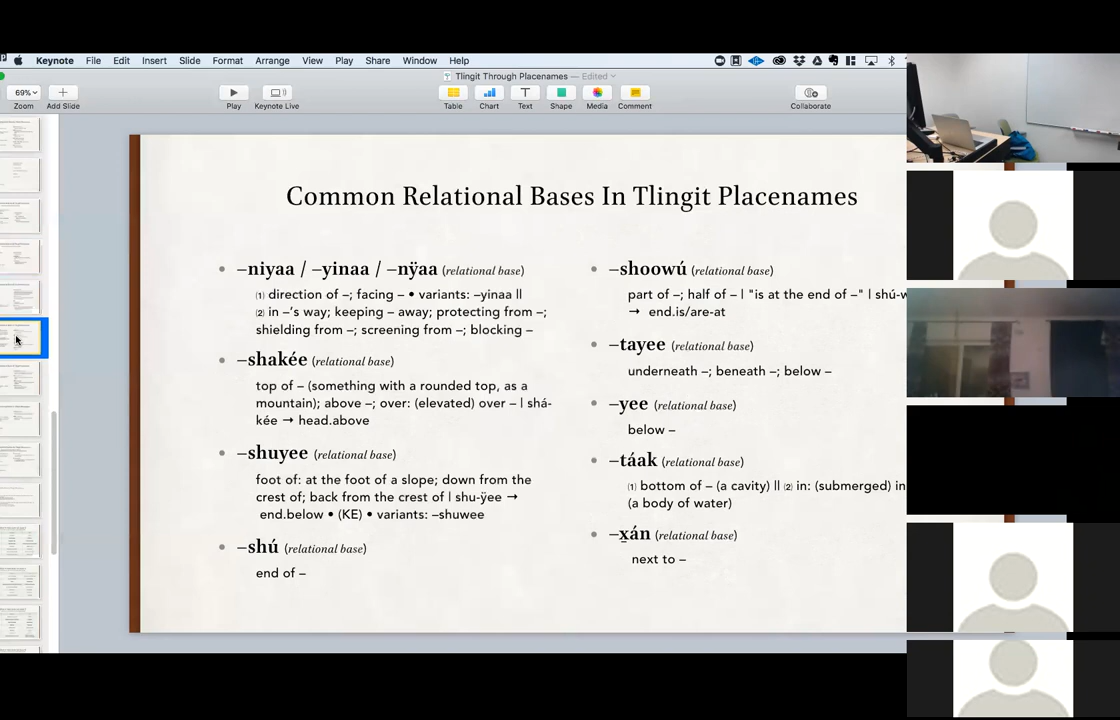 Keynote File Edit Insert Slide Format Arrange View Play Share Window Help
Tlingit Through Placenames — Edited
69%
Zoom Add Slide Play Keynote Live Table Chart Text Shape Media Comment Collaborate
Common Relational Bases In Tlingit Placenames
• –niyaa / –yinaa / –nÿaa (relational base)
⑴ direction of –; facing – • variants: –yinaa ||
⑵ in –'s way; keeping – away; protecting from –;
shielding from –; screening from –; blocking –
• –shakée (relational base)
top of – (something with a rounded top, as a
mountain); above –; over: (elevated) over – | shá-
kée → head.above
• –shuyee (relational base)
foot of: at the foot of a slope; down from the
crest of; back from the crest of | shu-ÿee →
end.below • (KE) • variants: –shuwee
• –shú (relational base)
end of –
• –shoowú (relational base)
part of –; half of – | "is at the end of –" | shú-w
→ end.is/are-at
• –tayee (relational base)
underneath –; beneath –; below –
• –yee (relational base)
below –
• –táak (relational base)
⑴ bottom of – (a cavity) || ⑵ in: (submerged) in
(a body of water)
• –x̱án (relational base)
next to –